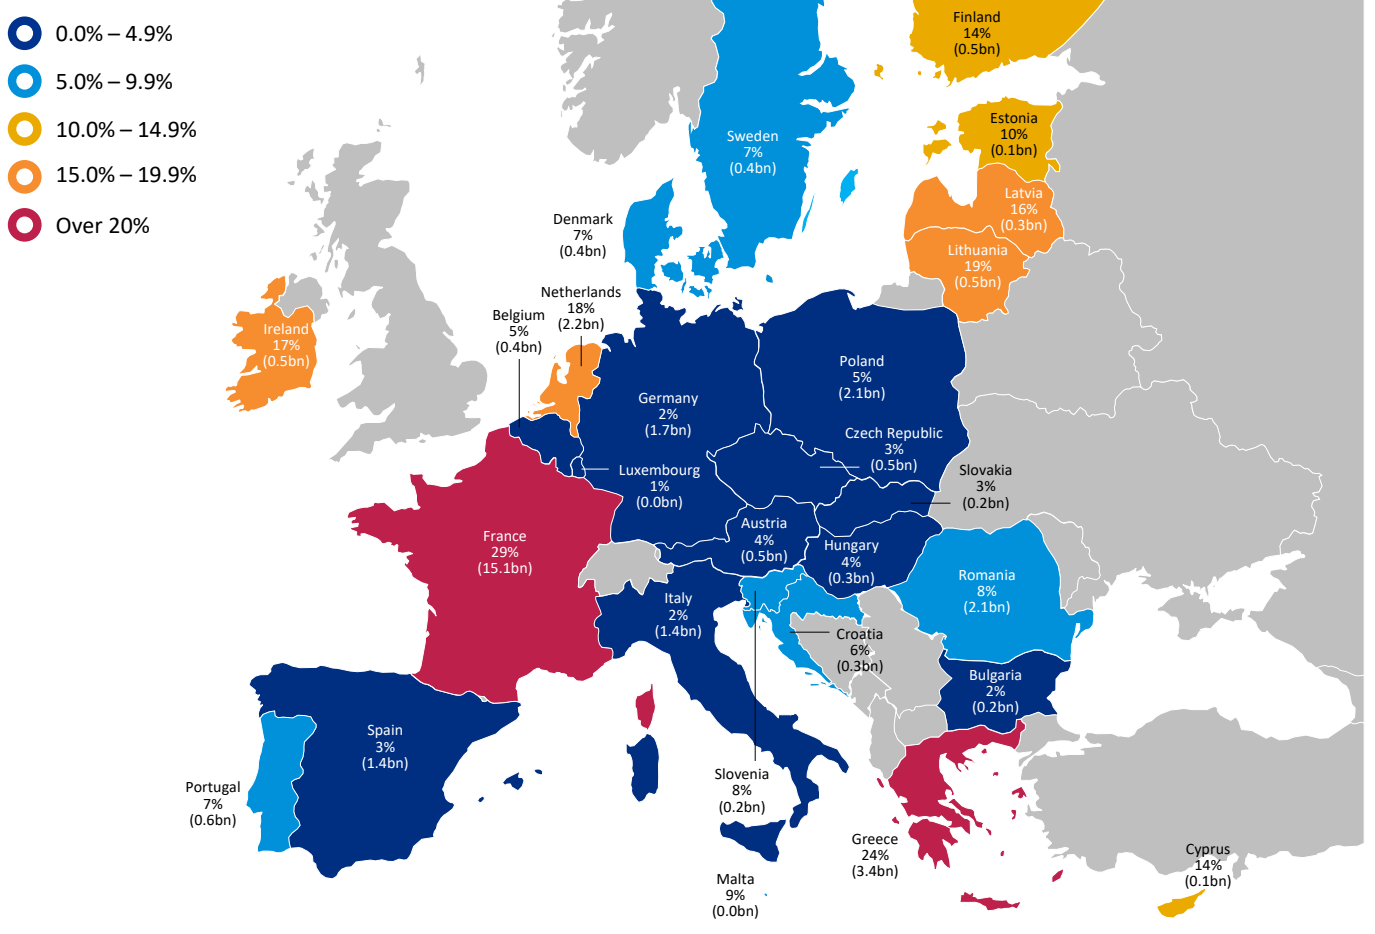 0.0% – 4.9%
5.0% – 9.9%
10.0% – 14.9%
15.0% – 19.9%
Over 20%
Finland
14%
(0.5bn)
Estonia
10%
(0.1bn)
Sweden
7%
(0.4bn)
Latvia
16%
(0.3bn)
Denmark
7%
(0.4bn)
Lithuania
19%
(0.5bn)
Netherlands
18%
(2.2bn)
Belgium
5%
(0.4bn)
Ireland
17%
(0.5bn)
Poland
5%
(2.1bn)
Germany
2%
(1.7bn)
Czech Republic
3%
(0.5bn)
Luxembourg
1%
(0.0bn)
Slovakia
3%
(0.2bn)
Austria
4%
(0.5bn)
France
29%
(15.1bn)
Hungary
4%
(0.3bn)
Romania
8%
(2.1bn)
Italy
2%
(1.4bn)
Croatia
6%
(0.3bn)
Bulgaria
2%
(0.2bn)
Spain
3%
(1.4bn)
Portugal
7%
(0.6bn)
Slovenia
8%
(0.2bn)
Greece
24%
(3.4bn)
Cyprus
14%
(0.1bn)
Malta
9%
(0.0bn)